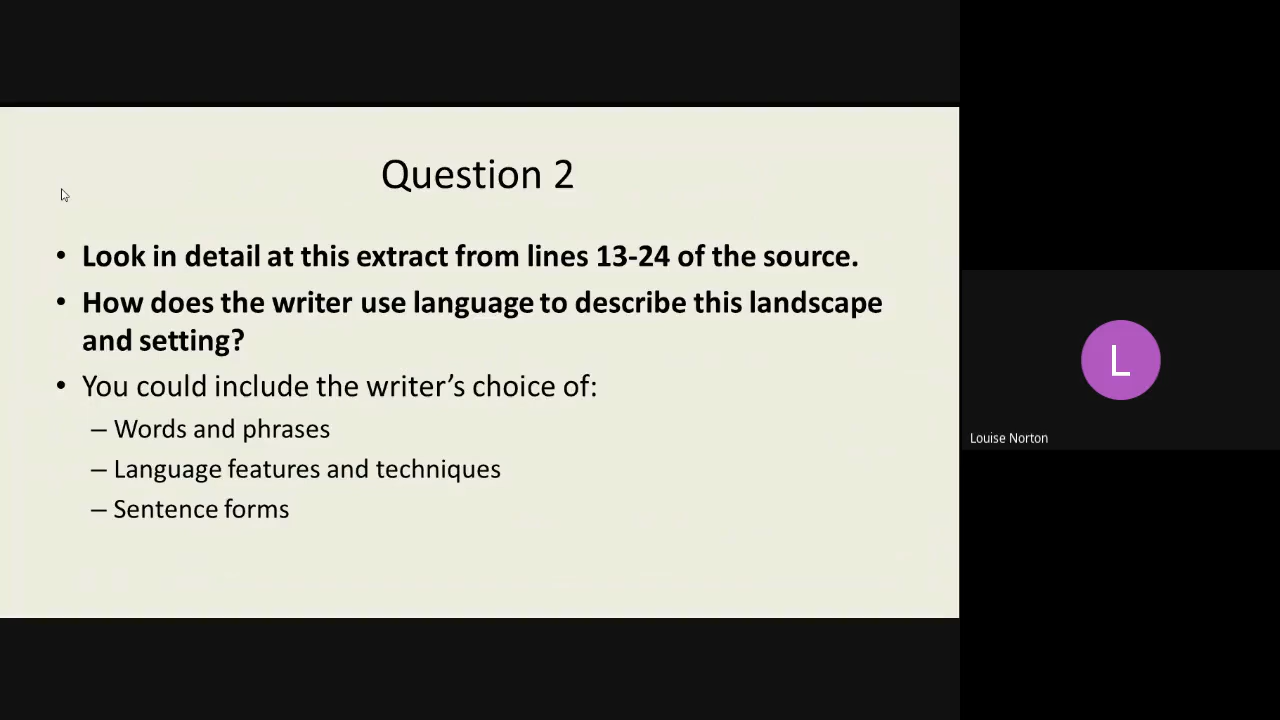 Question 2
• Look in detail at this extract from lines 13-24 of the source.
• How does the writer use language to describe this landscape
and setting?
• You could include the writer’s choice of:
– Words and phrases
– Language features and techniques
– Sentence forms
L
Louise Norton